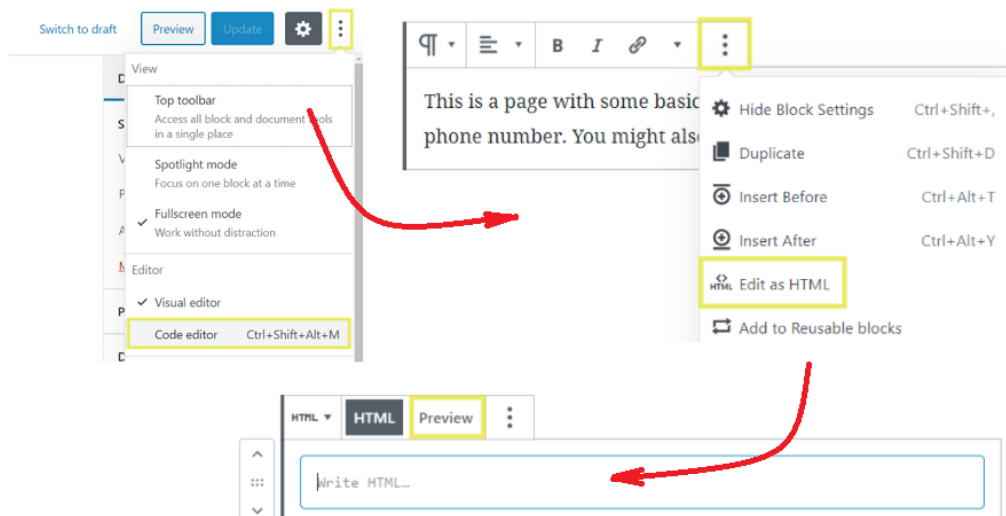 Switch to draft Preview Update
View
Top toolbar
Access all block and document tools
in a single place
Spotlight mode
Focus on one block at a time
Fullscreen mode
Work without distraction
Editor
Visual editor
Code editor Ctrl+Shift+Alt+M
B I
This is a page with some basic
phone number. You might als
Hide Block Settings Ctrl+Shift+,
Duplicate Ctrl+Shift+D
Insert Before Ctrl+Alt+T
Insert After Ctrl+Alt+Y
HTML Edit as HTML
Add to Reusable blocks
HTML HTML Preview
Write HTML…